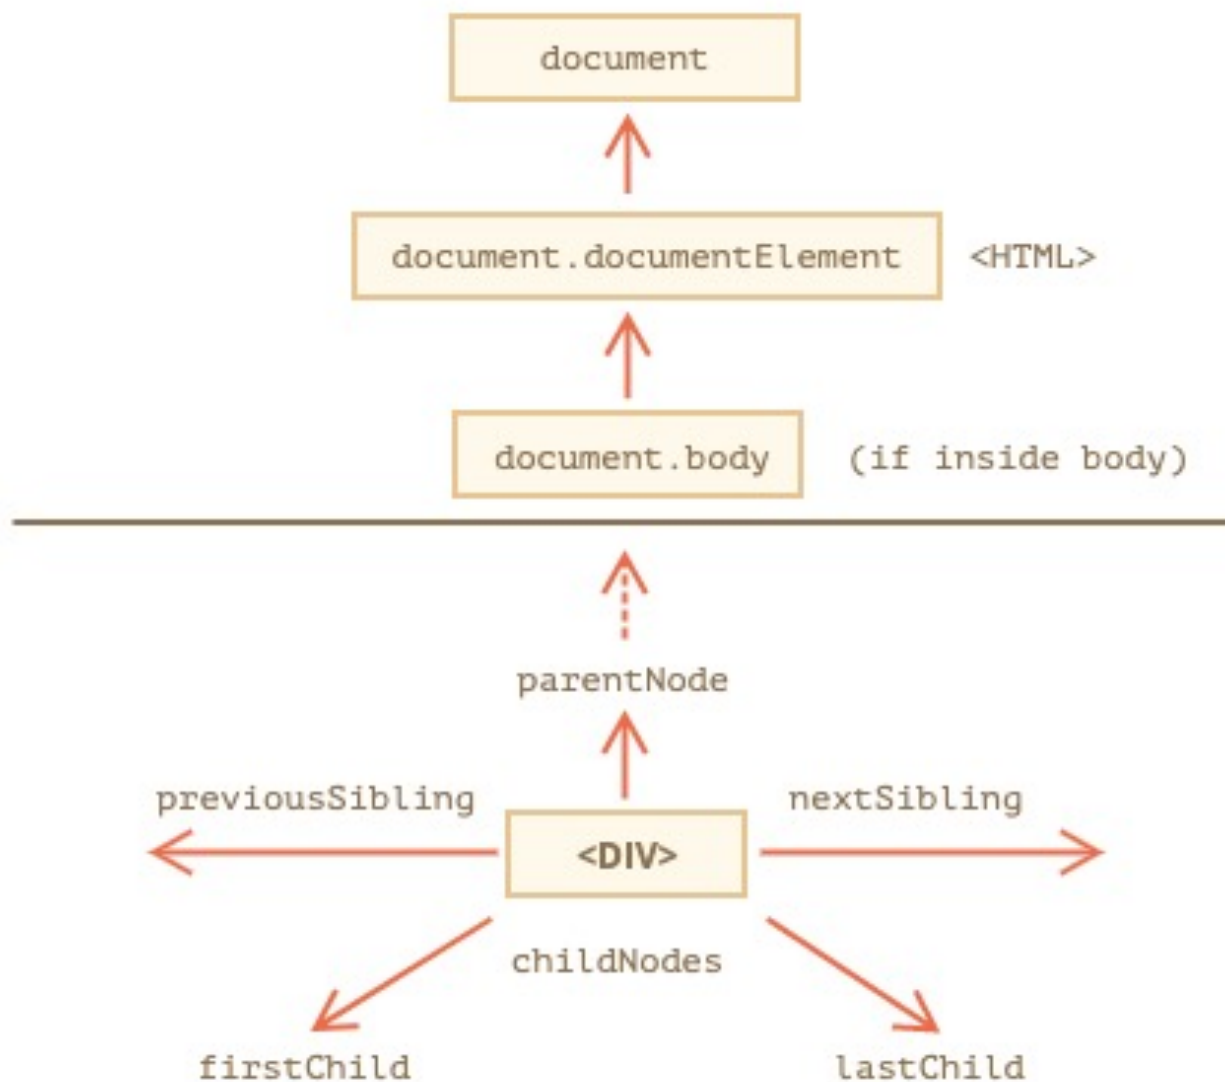 document
document.documentElement <HTML>
document.body (if inside body)
parentNode
previousSibling nextSibling
<DIV>
childNodes
firstChild lastChild